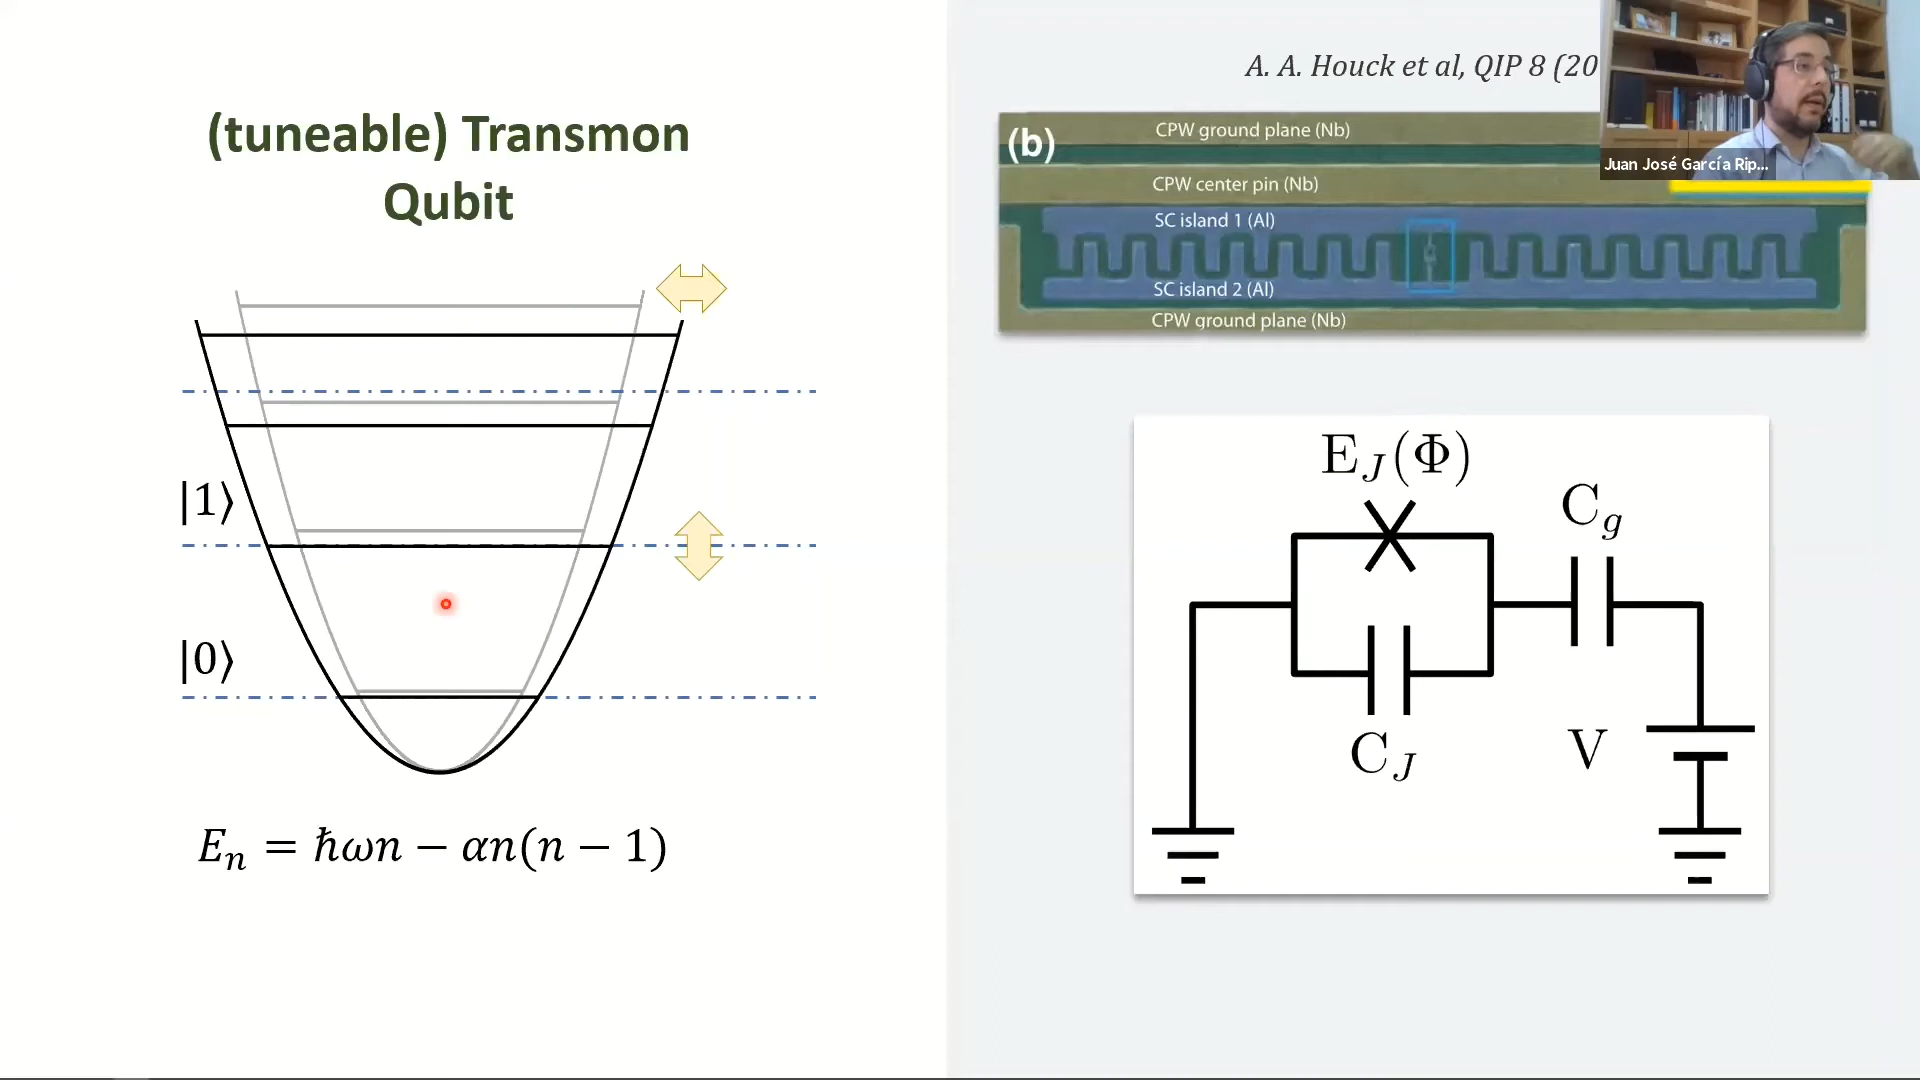 (tuneable) Transmon
Qubit
|1⟩
|0⟩
Eₙ = ℏωn − αn(n − 1)
A. A. Houck et al, QIP 8 (20
Juan José García Rip...
(b)
CPW ground plane (Nb)
CPW center pin (Nb)
SC island 1 (Al)
SC island 2 (Al)
CPW ground plane (Nb)
E_J(Φ)
C_g
C_J
V